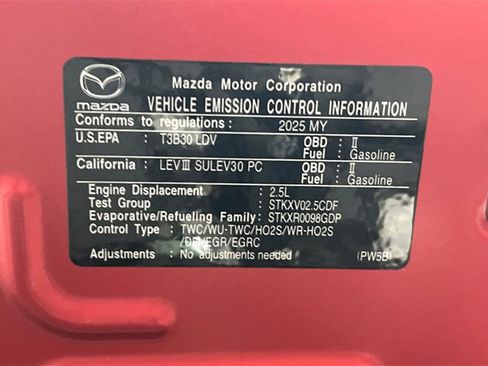 Mazda Motor Corporation
mazda VEHICLE EMISSION CONTROL INFORMATION
Conforms to regulations : 2025 MY
U.S.EPA : T3B30 LDV OBD : Ⅱ
Fuel : Gasoline
California : LEVⅢ SULEV30 PC OBD : Ⅱ
Fuel : Gasoline
Engine Displacement : 2.5L
Test Group : STKXV02.5CDF
Evaporative/Refueling Family: STKXR0098GDP
Control Type : TWC/WU-TWC/HO2S/WR-HO2S
/DFI/EGR/EGRC
Adjustments : No adjustments needed (PW5B)